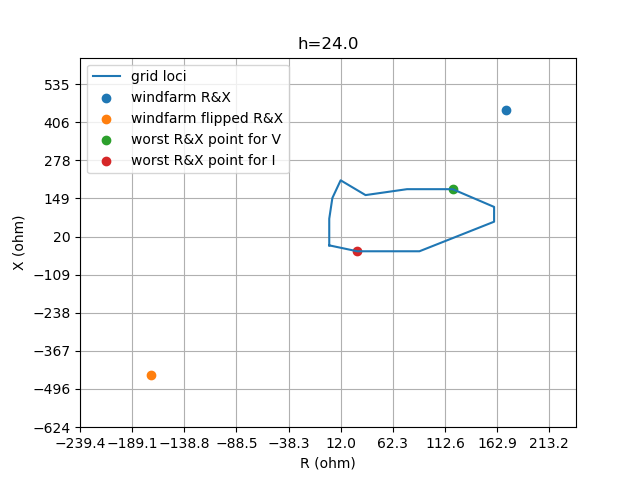 h=24.0
grid loci
windfarm R&X
windfarm flipped R&X
worst R&X point for V
worst R&X point for I
535
406
278
149
20
−109
−238
−367
−496
−624
X (ohm)
−239.4 −189.1 −138.8 −88.5 −38.3 12.0 62.3 112.6 162.9 213.2
R (ohm)